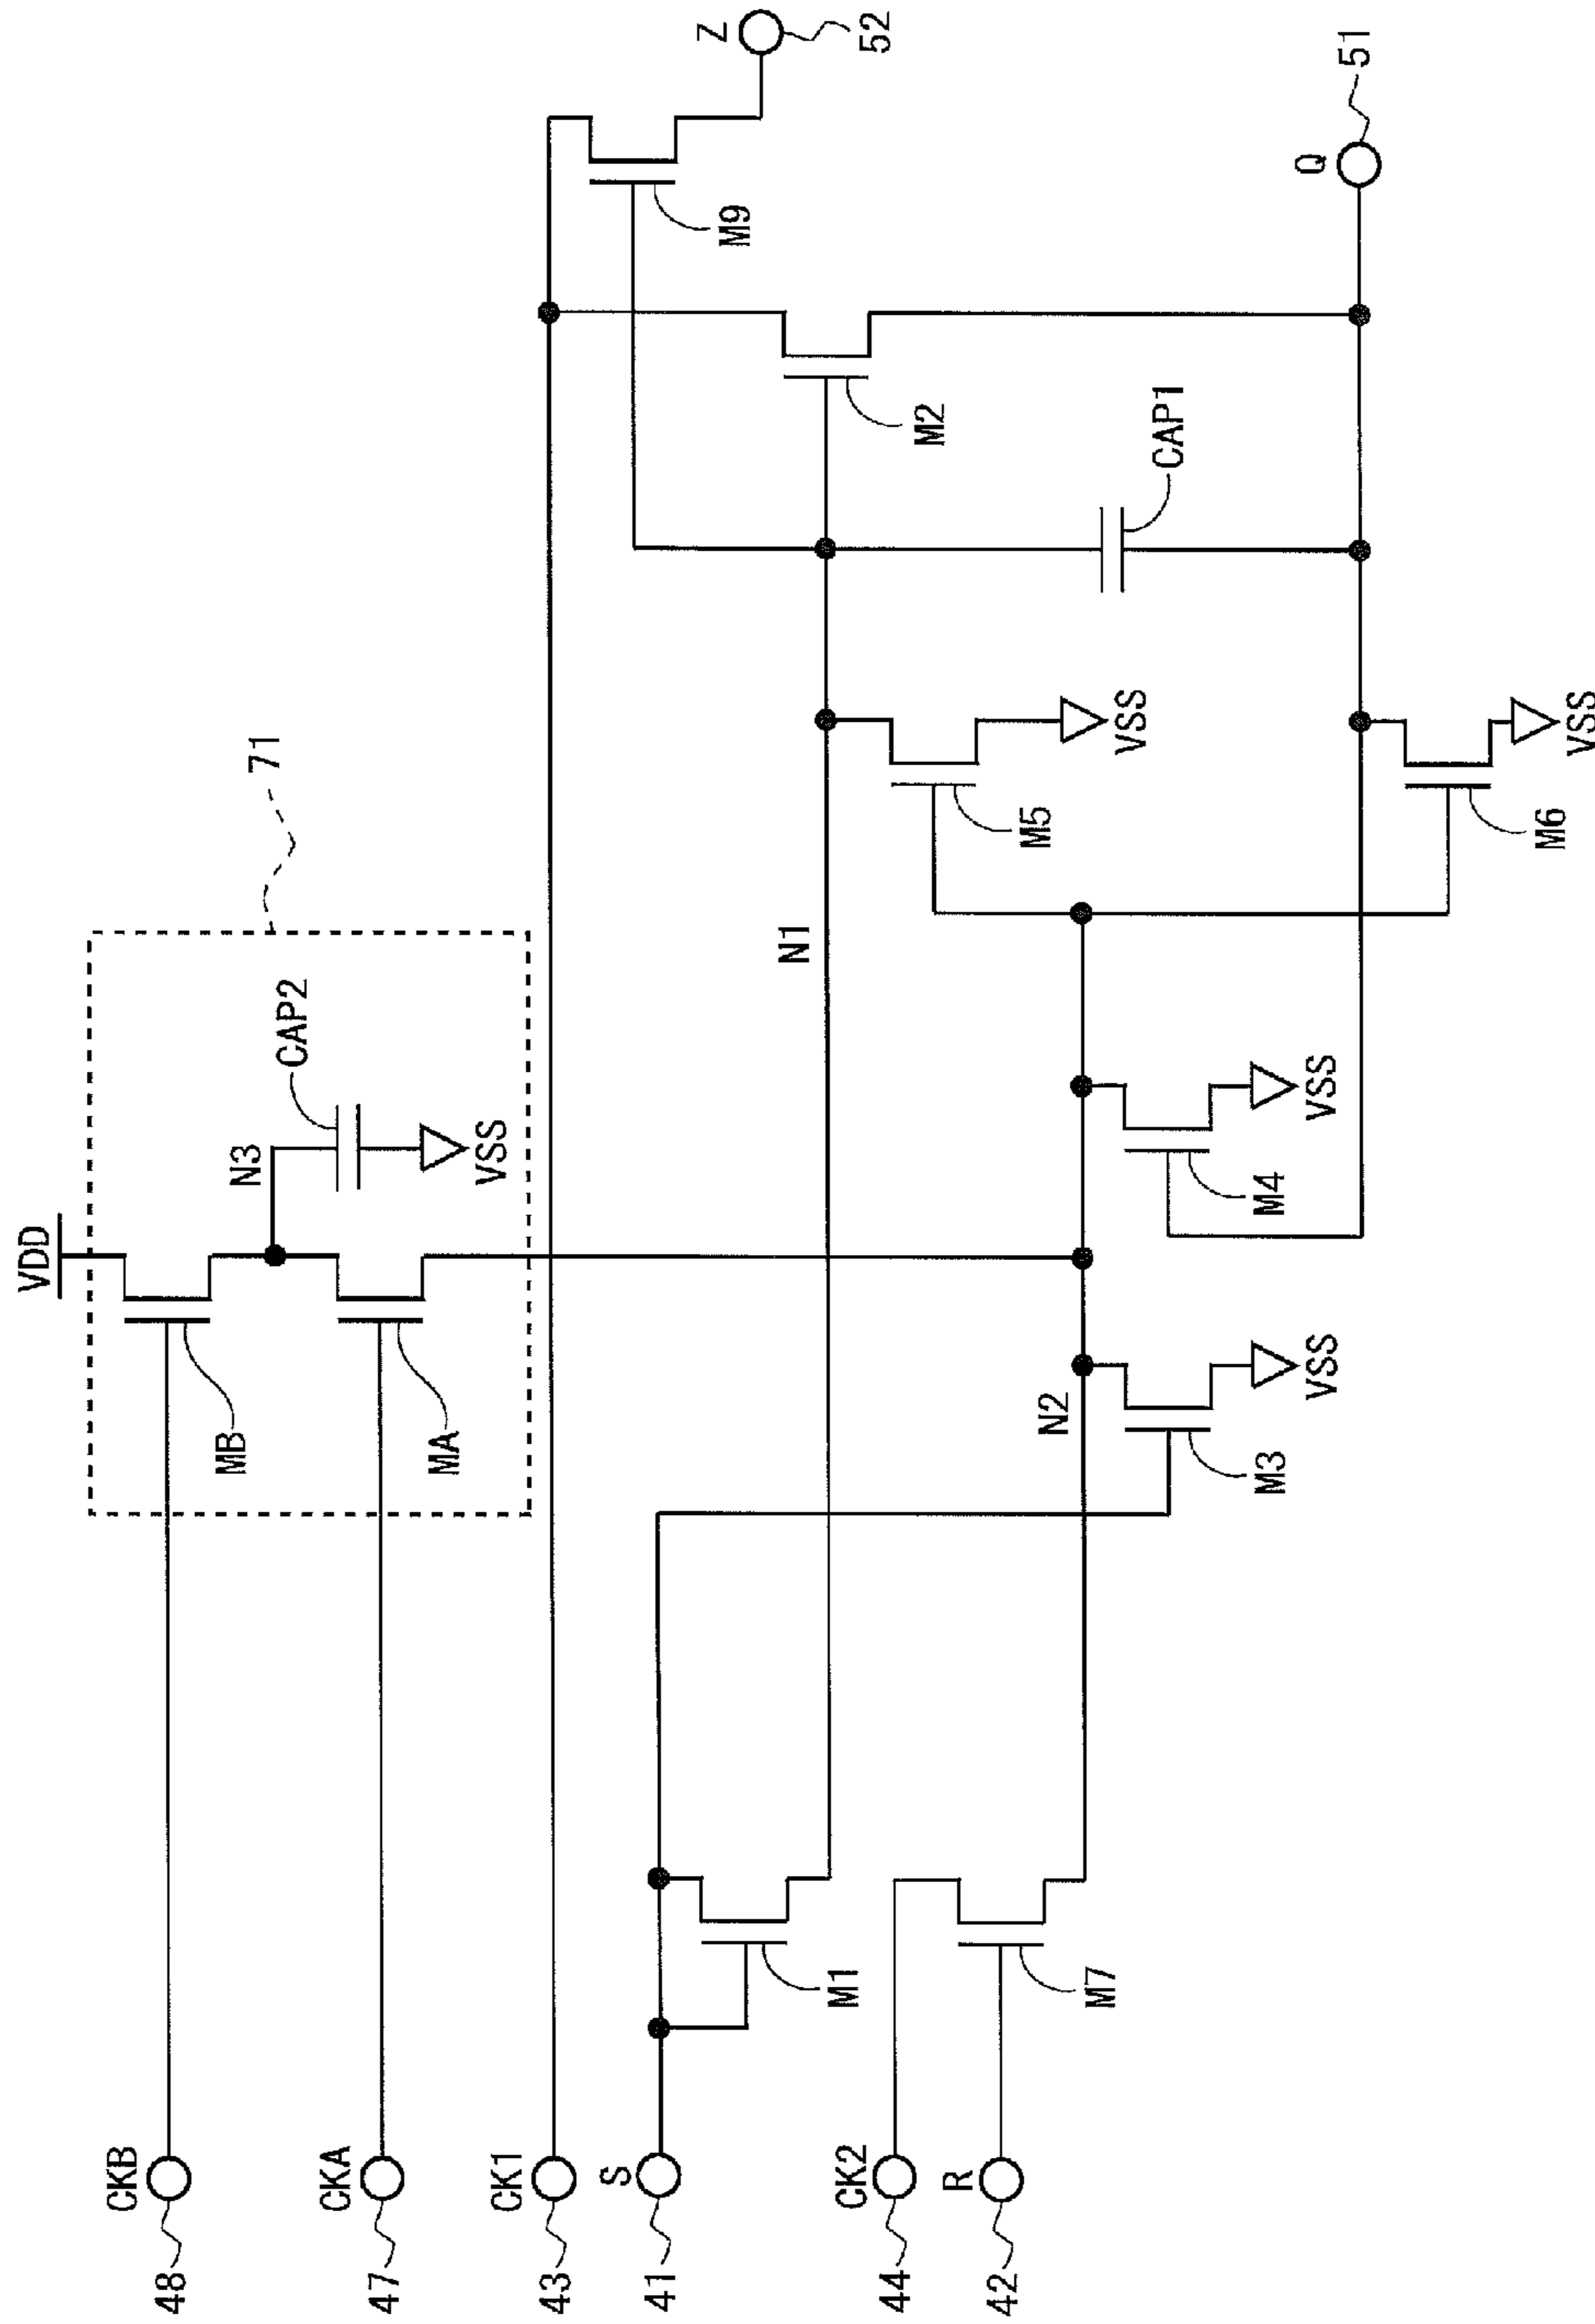 VDD
71
48
CKB
MB
N3
CAP2
VSS
47
CKA
MA
43
CK1
Z
52
M9
41
S
M1
N1
M5
VSS
M2
CAP1
44
CK2
42
R
M7
N2
M3
VSS
M4
VSS
Q
51
M6
VSS